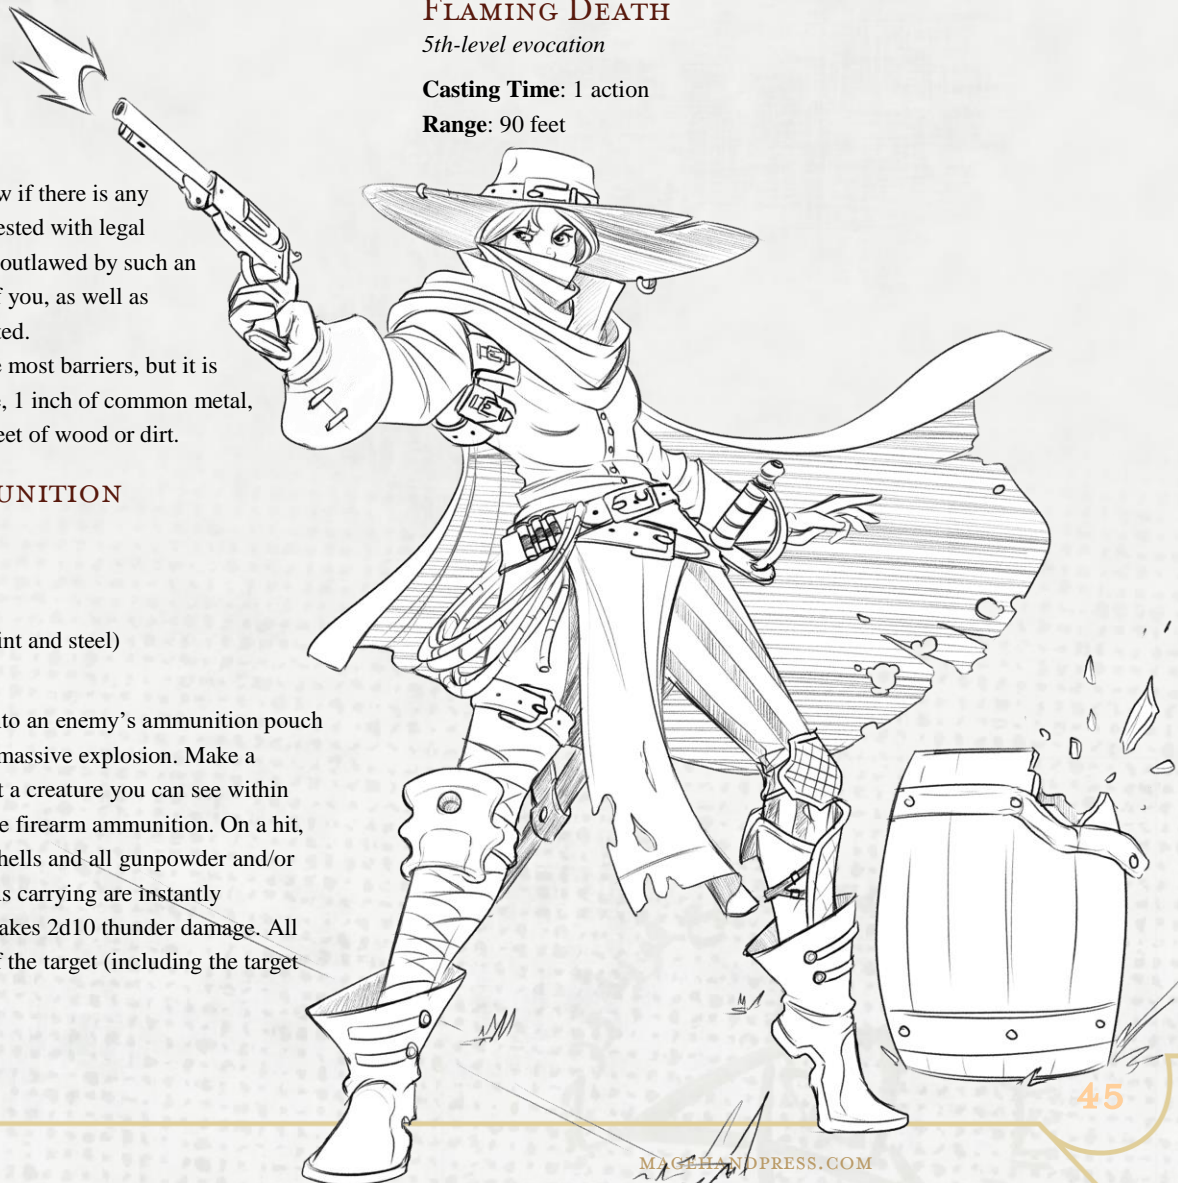 w if there is any
ested with legal
outlawed by such an
f you, as well as
ted.
e most barriers, but it is
e, 1 inch of common metal,
eet of wood or dirt.
UNITION
int and steel)
nto an enemy’s ammunition pouch
massive explosion. Make a
t a creature you can see within
e firearm ammunition. On a hit,
hells and all gunpowder and/or
is carrying are instantly
akes 2d10 thunder damage. All
f the target (including the target
Flaming Death
5th-level evocation
Casting Time: 1 action
Range: 90 feet
45
MAGEHANDPRESS.COM